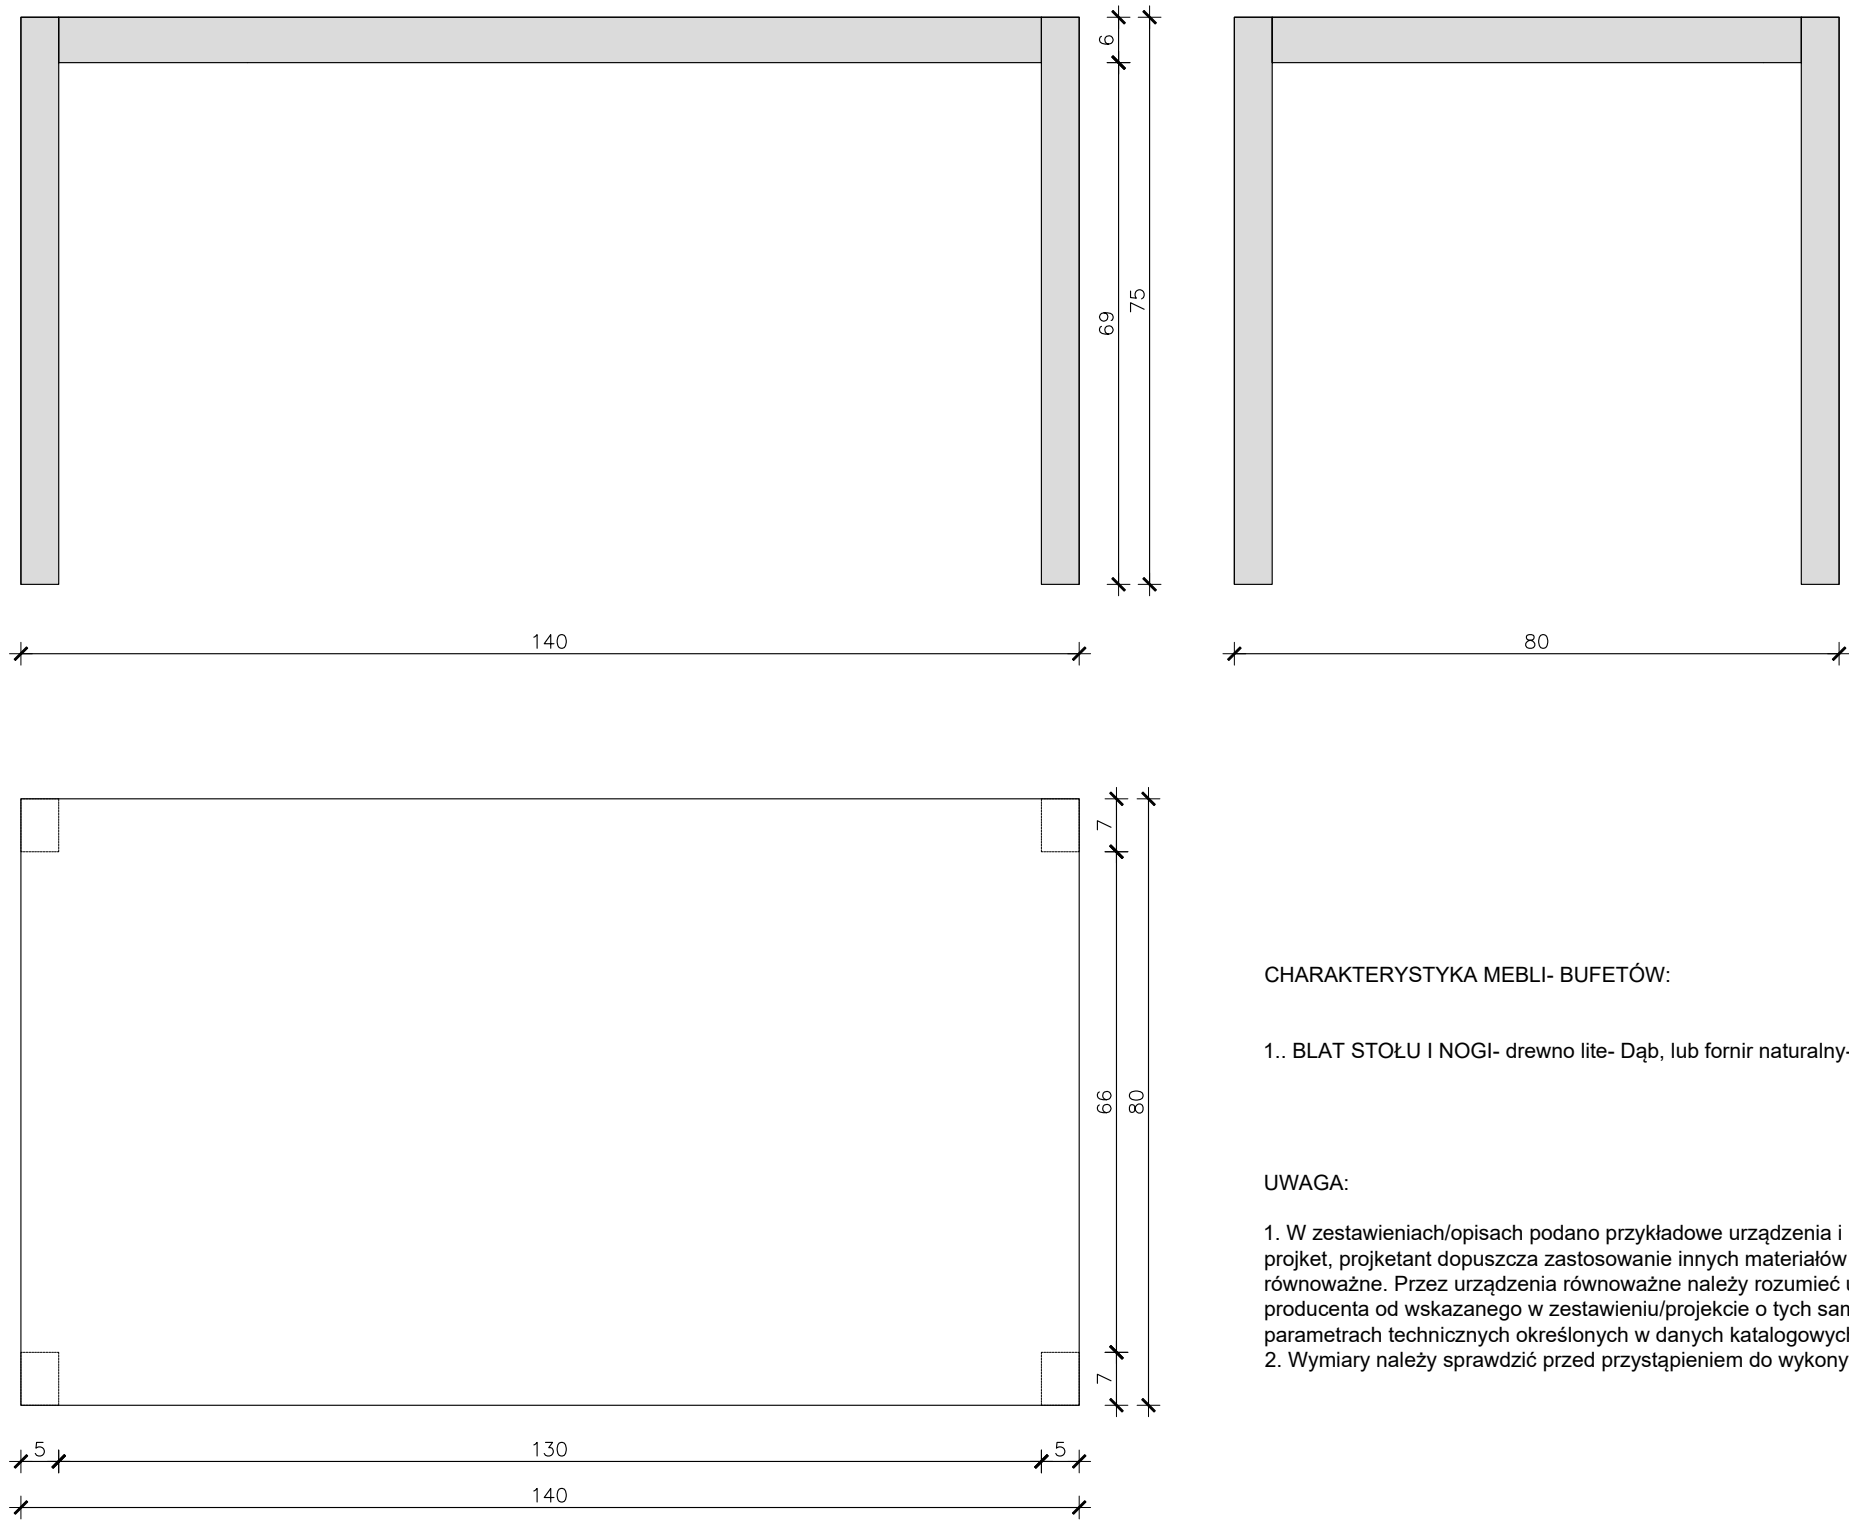 6
69
75
140
80
7
66
80
7
5
130
5
140
CHARAKTERYSTYKA MEBLI- BUFETÓW:
1.. BLAT STOŁU I NOGI- drewno lite- Dąb, lub fornir naturalny-
UWAGA:
1. W zestawieniach/opisach podano przykładowe urządzenia i
projket, projketant dopuszcza zastosowanie innych materiałów
równoważne. Przez urządzenia równoważne należy rozumieć u
producenta od wskazanego w zestawieniu/projekcie o tych sam
parametrach technicznych określonych w danych katalogowych
2. Wymiary należy sprawdzić przed przystąpieniem do wykony